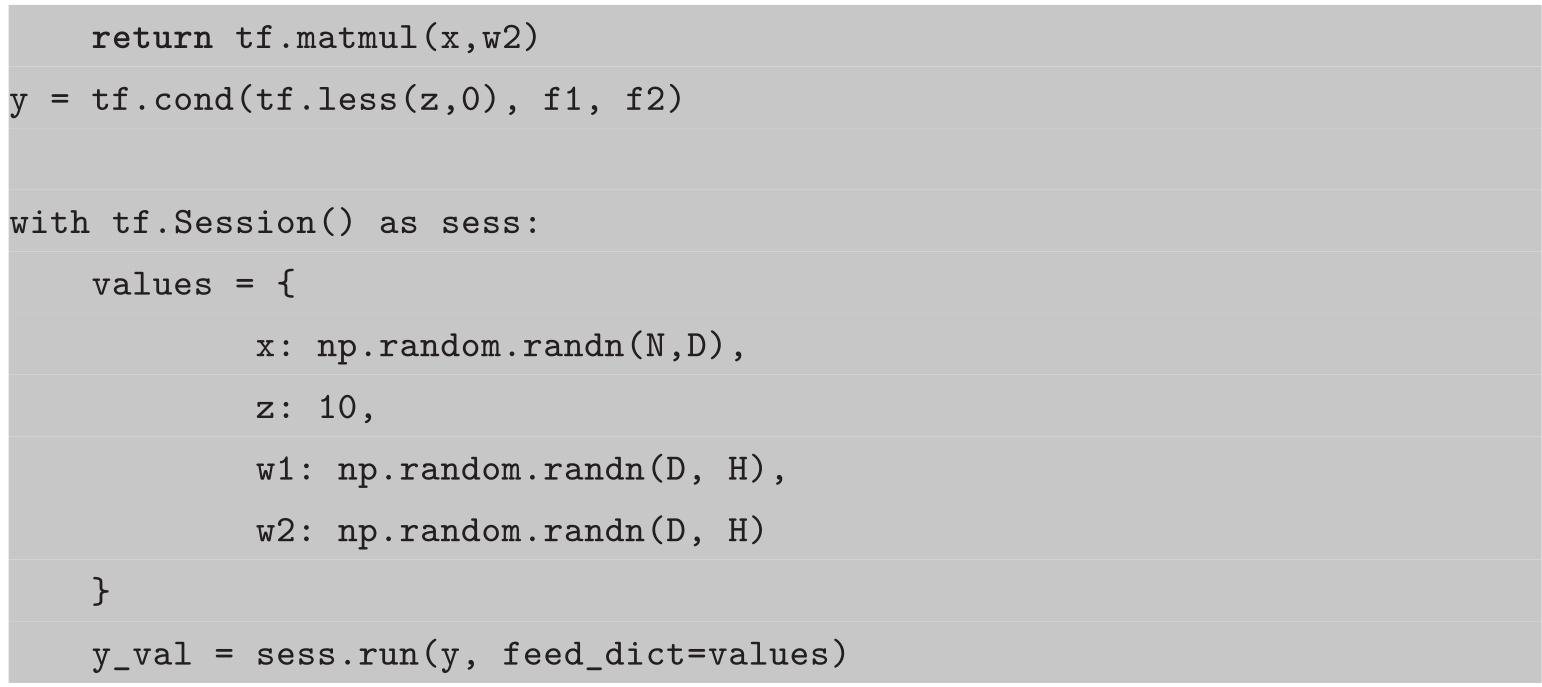 return tf.matmul(x,w2)
y = tf.cond(tf.less(z,0), f1, f2)

with tf.Session() as sess:
    values = {
            x: np.random.randn(N,D),
            z: 10,
            w1: np.random.randn(D, H),
            w2: np.random.randn(D, H)
    }
    y_val = sess.run(y, feed_dict=values)